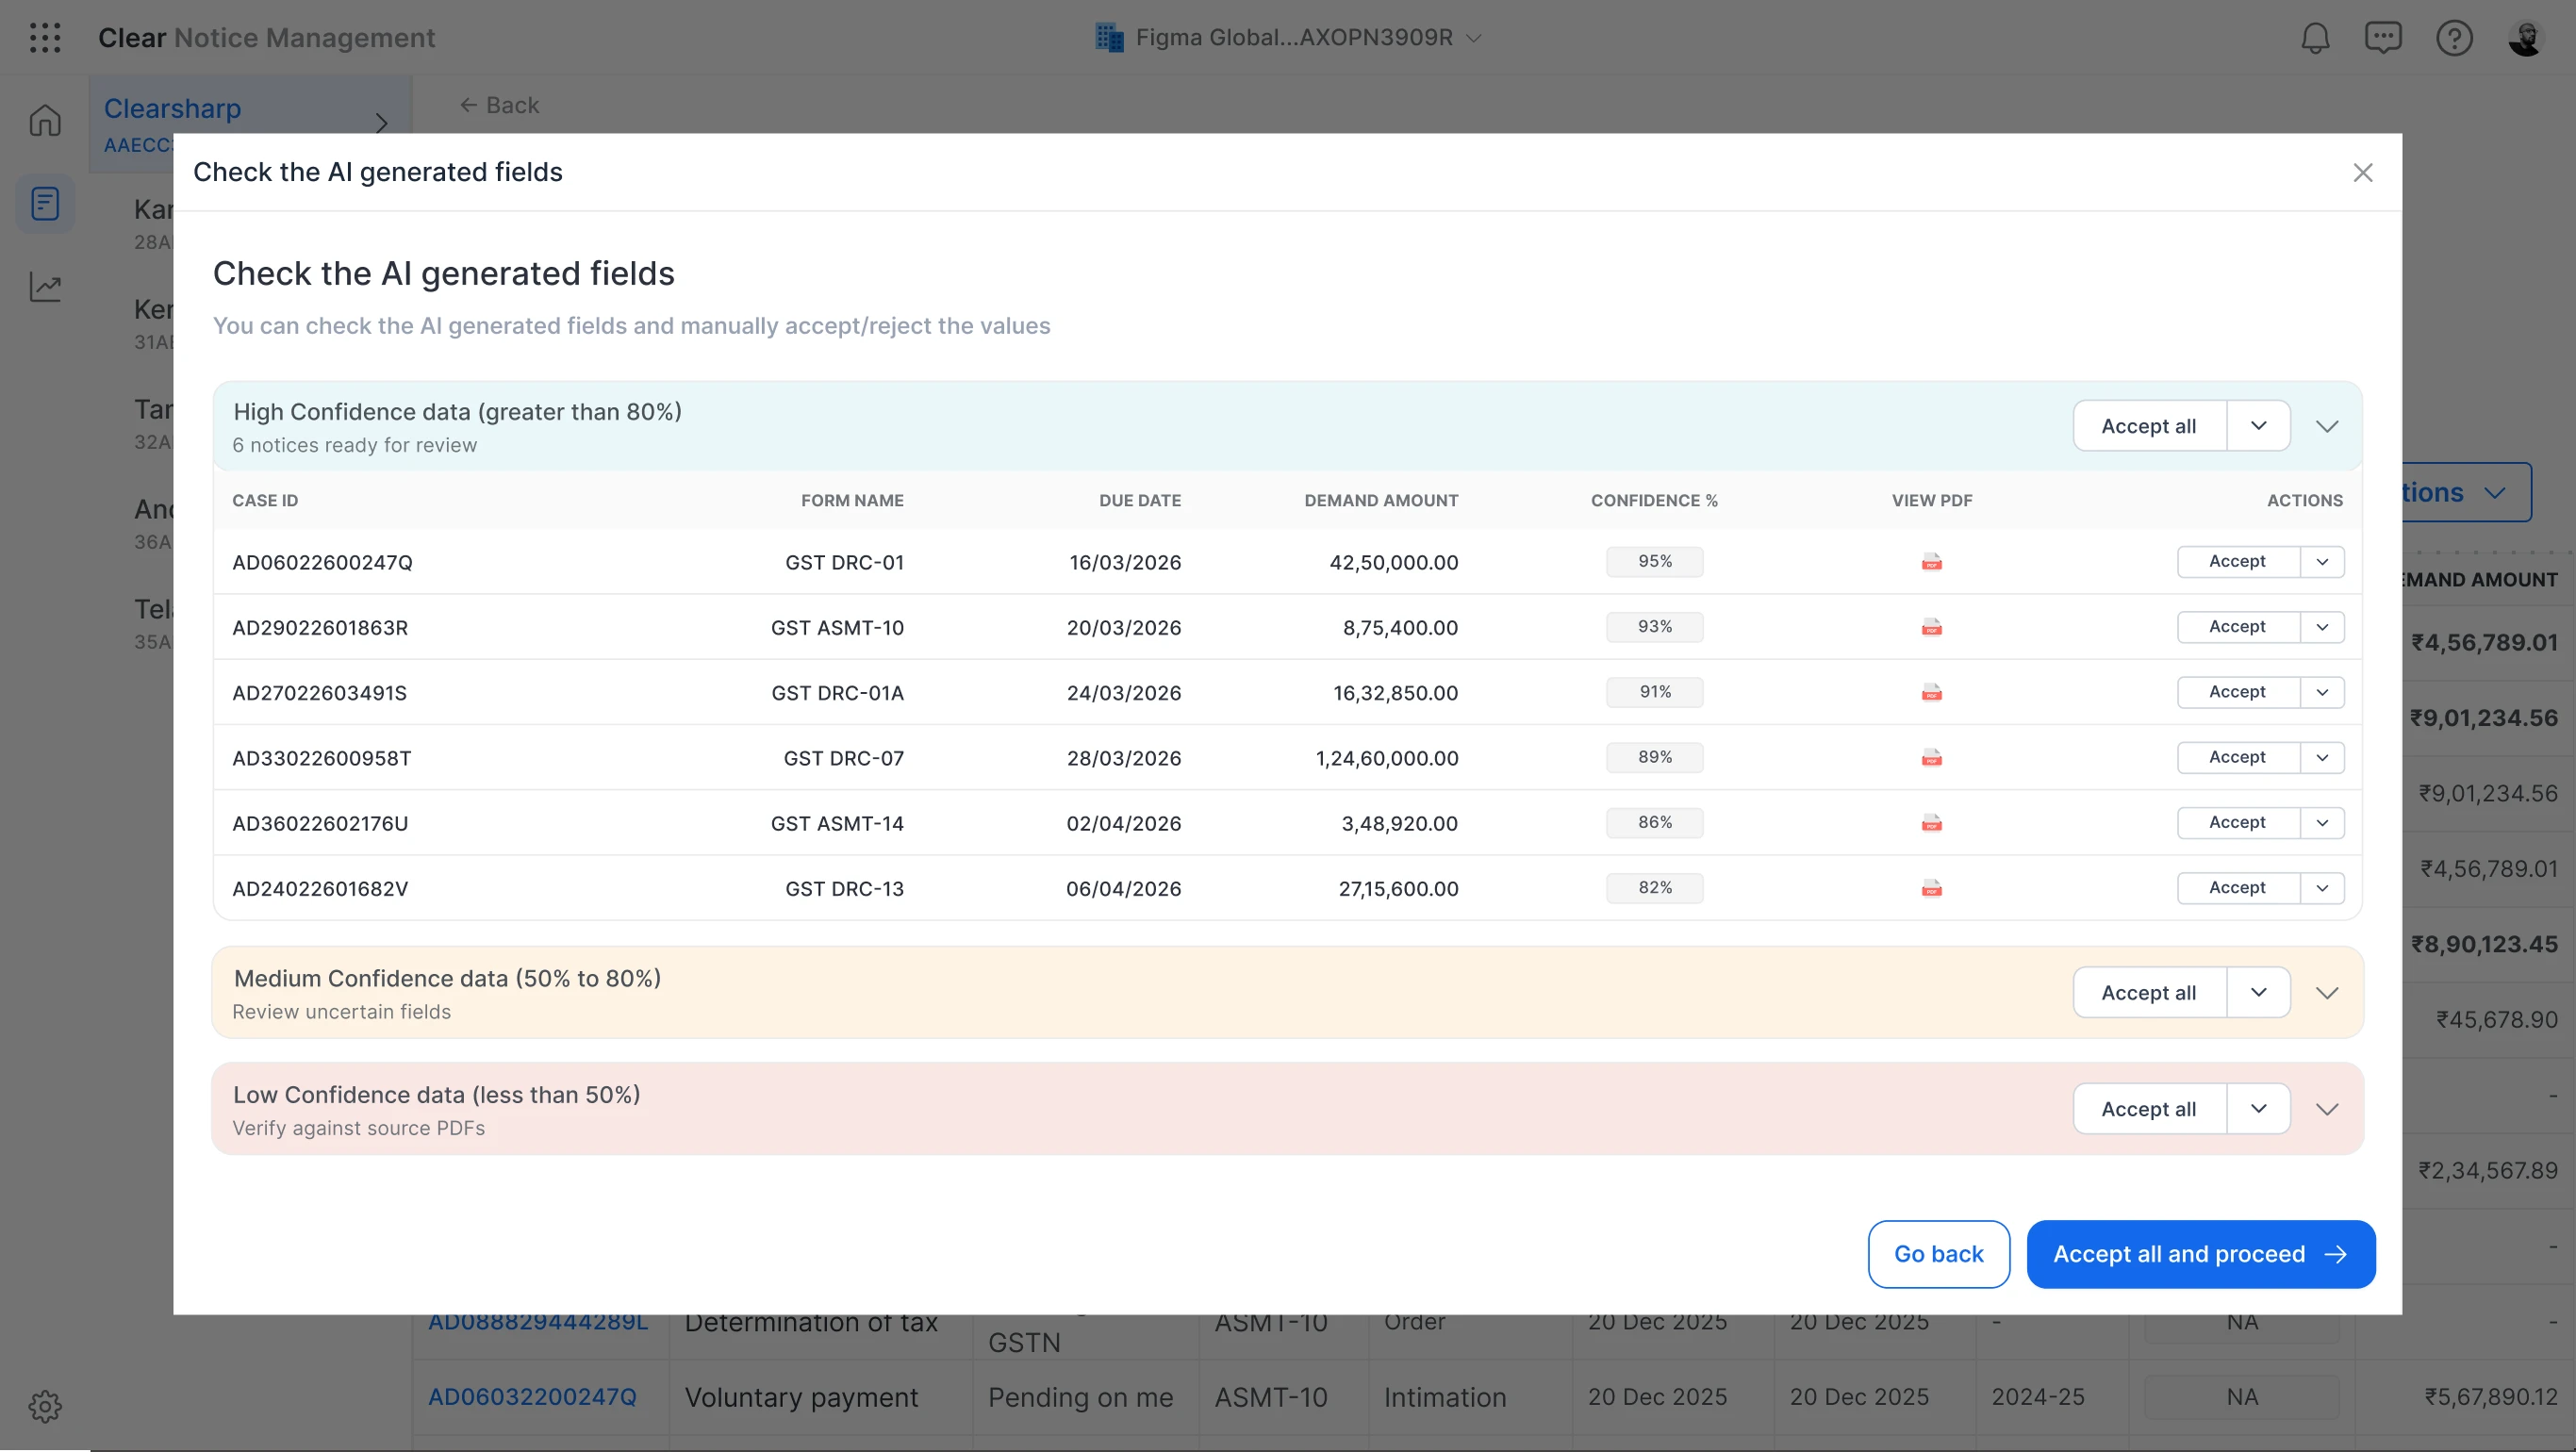 Clear Notice Management
Figma Global...AXOPN3909R
Clearsharp
AAECC
← Back
Check the AI generated fields
Check the AI generated fields
You can check the AI generated fields and manually accept/reject the values
High Confidence data (greater than 80%)
6 notices ready for review
Accept all
CASE ID FORM NAME DUE DATE DEMAND AMOUNT CONFIDENCE % VIEW PDF ACTIONS
AD06022600247Q GST DRC-01 16/03/2026 42,50,000.00 95% PDF Accept
AD29022601863R GST ASMT-10 20/03/2026 8,75,400.00 93% PDF Accept
AD27022603491S GST DRC-01A 24/03/2026 16,32,850.00 91% PDF Accept
AD33022600958T GST DRC-07 28/03/2026 1,24,60,000.00 89% PDF Accept
AD36022602176U GST ASMT-14 02/04/2026 3,48,920.00 86% PDF Accept
AD24022601682V GST DRC-13 06/04/2026 27,15,600.00 82% PDF Accept
Medium Confidence data (50% to 80%)
Review uncertain fields
Accept all
Low Confidence data (less than 50%)
Verify against source PDFs
Accept all
Go back
Accept all and proceed →
Kar
28A
Ker
31AE
Tar
32A
And
36A
Tela
35A
tions
EMAND AMOUNT
₹4,56,789.01
₹9,01,234.56
₹9,01,234.56
₹4,56,789.01
₹8,90,123.45
₹45,678.90
-
₹2,34,567.89
-
AD088829444289L Determination of tax GSTN ASMT-10 Order 20 Dec 2025 20 Dec 2025 - NA -
AD06032200247Q Voluntary payment Pending on me ASMT-10 Intimation 20 Dec 2025 20 Dec 2025 2024-25 NA ₹5,67,890.12